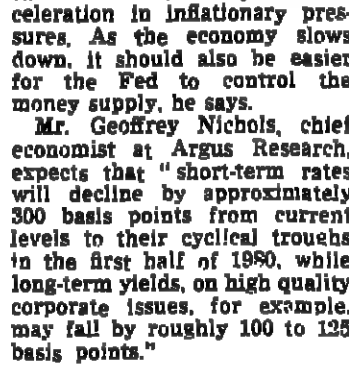 celeration in inflationary pres-
sures. As the economy slows
down, it should also be easier
for the Fed to control the
money supply, he says.
Mr. Geoffrey Nichols, chief
economist at Argus Research,
expects that "short-term rates
will decline by approximately
300 basis points from current
levels to their cyclical troughs
in the first half of 1980, while
long-term yields, on high quality
corporate issues, for example,
may fall by roughly 100 to 125
basis points."